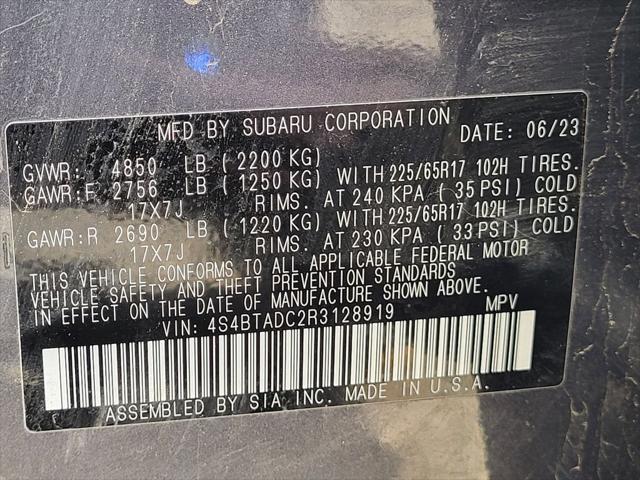 MFD BY SUBARU CORPORATION DATE: 06/23
GVWR: 4850 LB (2200 KG)
GAWR:F 2756 LB (1250 KG) WITH 225/65R17 102H TIRES.
17X7J RIMS. AT 240 KPA (35 PSI) COLD
GAWR:R 2690 LB (1220 KG) WITH 225/65R17 102H TIRES.
17X7J RIMS. AT 230 KPA (33 PSI) COLD
THIS VEHICLE CONFORMS TO ALL APPLICABLE FEDERAL MOTOR
VEHICLE SAFETY AND THEFT PREVENTION STANDARDS
IN EFFECT ON THE DATE OF MANUFACTURE SHOWN ABOVE.
VIN: 4S4BTADC2R3128919 MPV
ASSEMBLED BY SIA INC. MADE IN U.S.A.